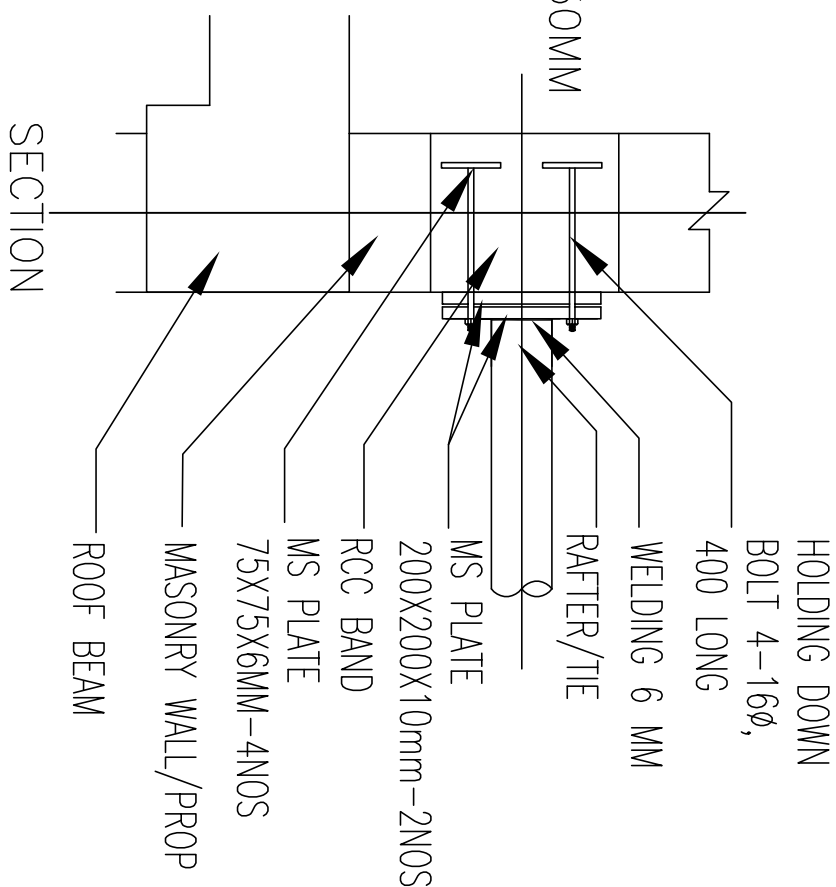 HOLDING DOWN
BOLT 4-16Ø,
400 LONG
WELDING 6 MM
RAFTER/TIE
MS PLATE
200X200X10mm-2NOS
RCC BAND
MS PLATE
75X75X6MM-4NOS
MASONRY WALL/PROP
ROOF BEAM
SECTION